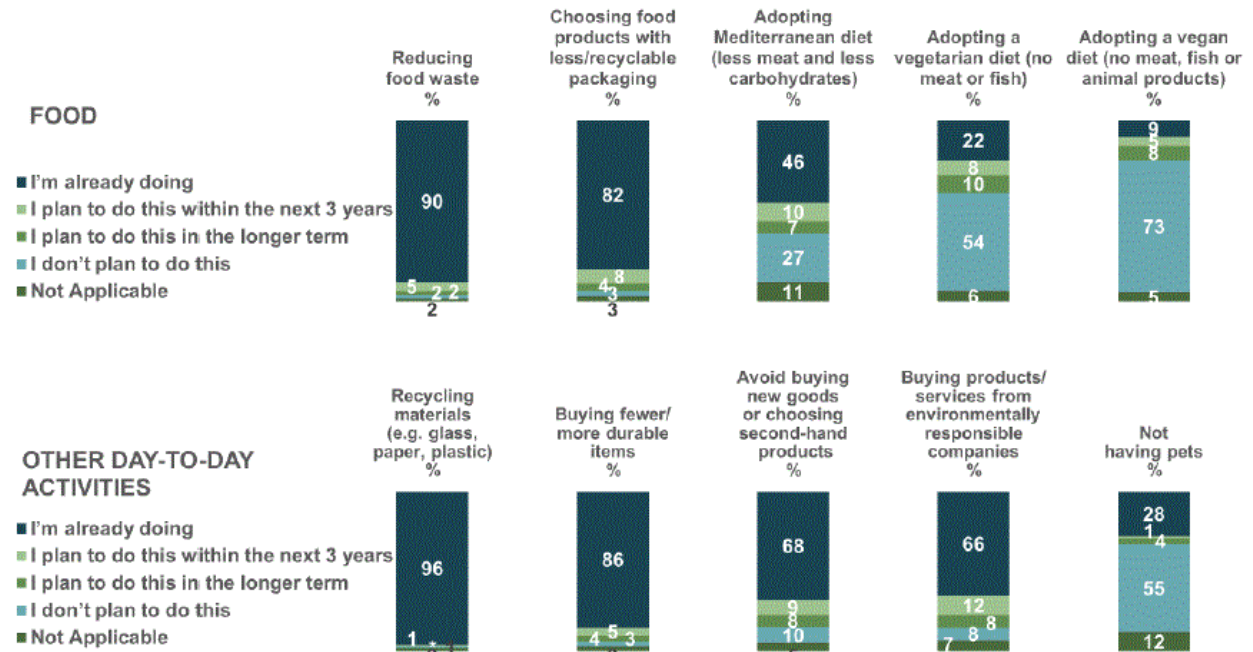 Reducing
food waste
%
Choosing food
products with
less/recyclable
packaging
%
Adopting
Mediterranean diet
(less meat and less
carbohydrates)
%
Adopting a
vegetarian diet (no
meat or fish)
%
Adopting a vegan
diet (no meat, fish or
animal products)
%
FOOD
I'm already doing
I plan to do this within the next 3 years
I plan to do this in the longer term
I don't plan to do this
Not Applicable
90
5
2 2
2
82
8
4
3
3
46
10
7
27
11
22
8
10
54
6
9
5
8
73
5
Recycling
materials
(e.g. glass,
paper, plastic)
%
Buying fewer/
more durable
items
%
Avoid buying
new goods
or choosing
second-hand
products
%
Buying products/
services from
environmentally
responsible
companies
%
Not
having pets
%
OTHER DAY-TO-DAY
ACTIVITIES
I'm already doing
I plan to do this within the next 3 years
I plan to do this in the longer term
I don't plan to do this
Not Applicable
96
1 *
86
5
4 3
68
9
8
10
66
12
8
8
7
28
1
4
55
12